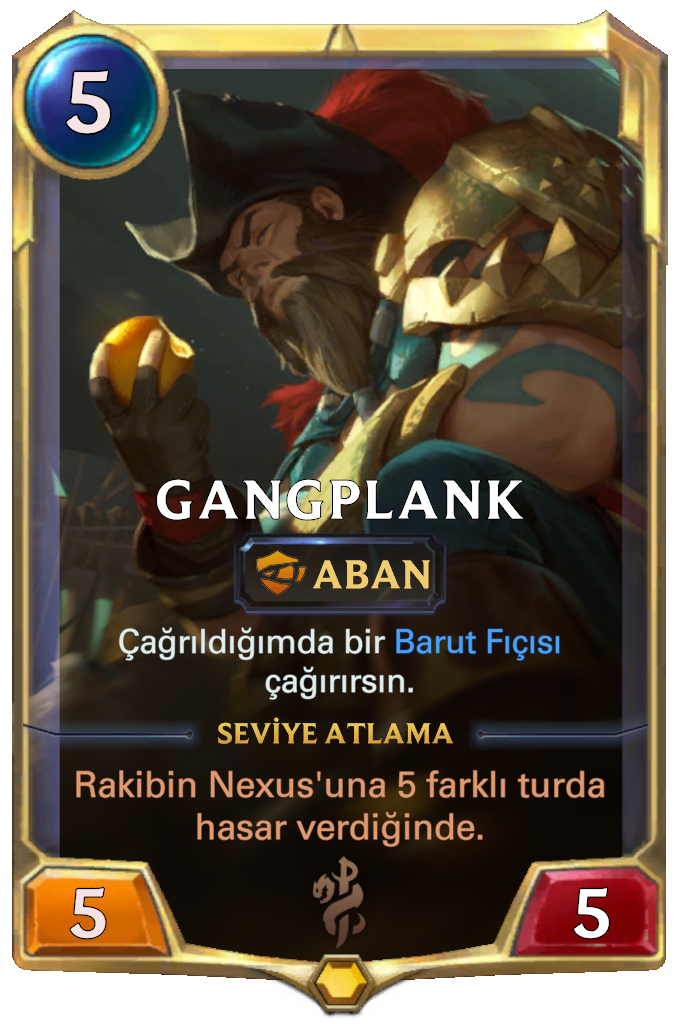 5
GANGPLANK
ABAN
Çağrıldığımda bir Barut Fıçısı
çağırırsın.
SEVİYE ATLAMA
Rakibin Nexus'una 5 farklı turda
hasar verdiğinde.
5
5